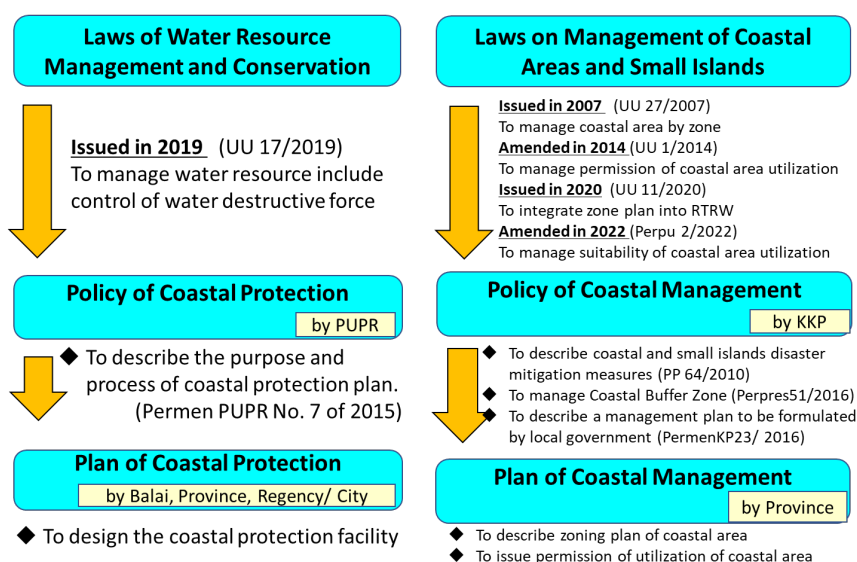 Laws of Water Resource
Management and Conservation
Issued in 2019 (UU 17/2019)
To manage water resource include
control of water destructive force
Policy of Coastal Protection
by PUPR
◆ To describe the purpose and
process of coastal protection plan.
(Permen PUPR No. 7 of 2015)
Plan of Coastal Protection
by Balai, Province, Regency/ City
◆ To design the coastal protection facility
Laws on Management of Coastal
Areas and Small Islands
Issued in 2007 (UU 27/2007)
To manage coastal area by zone
Amended in 2014 (UU 1/2014)
To manage permission of coastal area utilization
Issued in 2020 (UU 11/2020)
To integrate zone plan into RTRW
Amended in 2022 (Perpu 2/2022)
To manage suitability of coastal area utilization
Policy of Coastal Management
by KKP
◆ To describe coastal and small islands disaster
mitigation measures (PP 64/2010)
◆ To manage Coastal Buffer Zone (Perpres51/2016)
◆ To describe a management plan to be formulated
by local government (PermenKP23/ 2016)
Plan of Coastal Management
by Province
◆ To describe zoning plan of coastal area
◆ To issue permission of utilization of coastal area